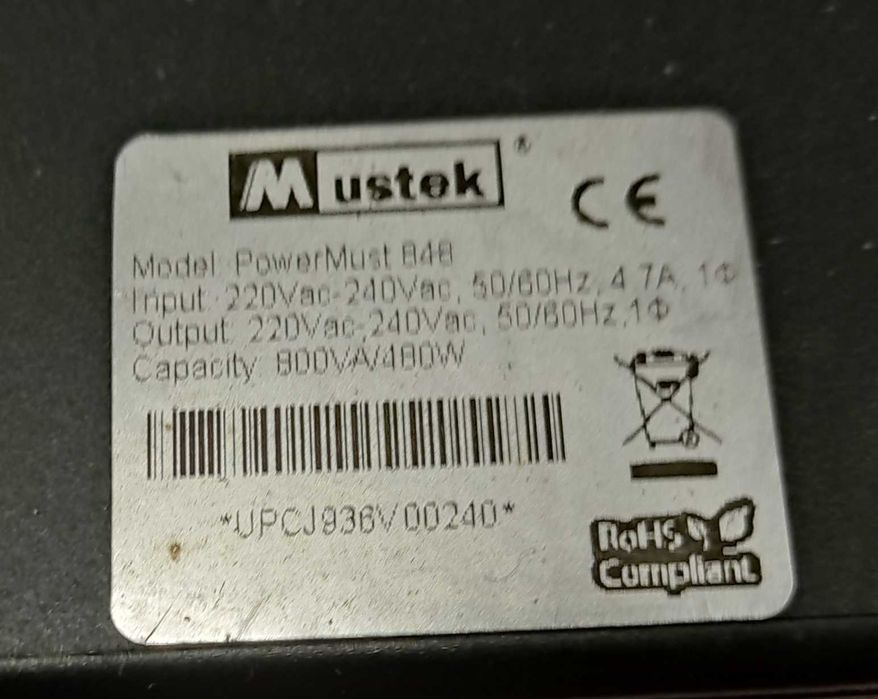 Mustek®
CE
Model: PowerMust 848
Input: 220Vac-240Vac, 50/60Hz, 4.7A, 1Φ
Output: 220Vac-240Vac, 50/60Hz,1Φ
Capacity: 800VA/480W
*UPCJ936V00240*
RoHS
Compliant